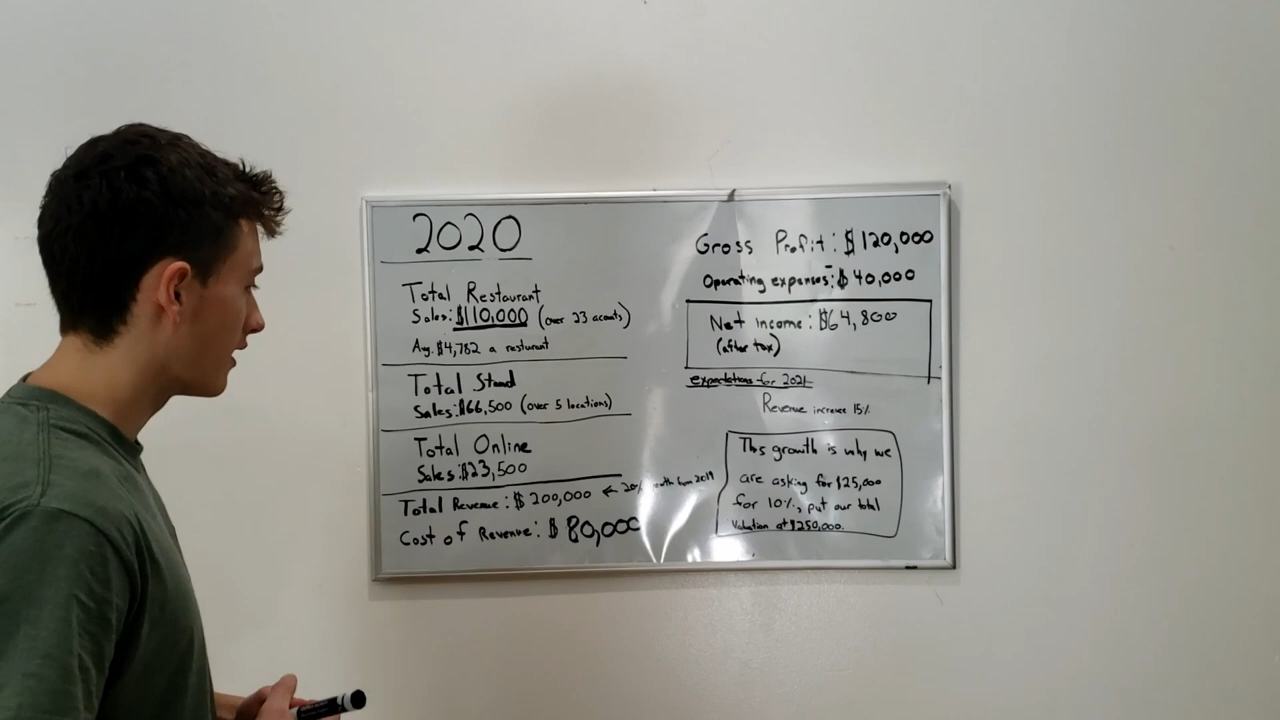 2020
Total Restaurant
Sales: $110,000 (over 23 acounts)
Avg. $4,782 a resturant
Total Stand
Sales: $66,500 (over 5 locations)
Total Online
Sales: $23,500
Total Revenue: $200,000 ← 20% from 2019
Cost of Revenue: $80,000
Gross Profit: $120,000
Operating expenses: $40,000
Net income: $64,800
(after tax)
expectations for 2021
Revenue increase 15%
This growth is why we
are asking for $25,000
for 10%, put our total
Valuation at $250,000.